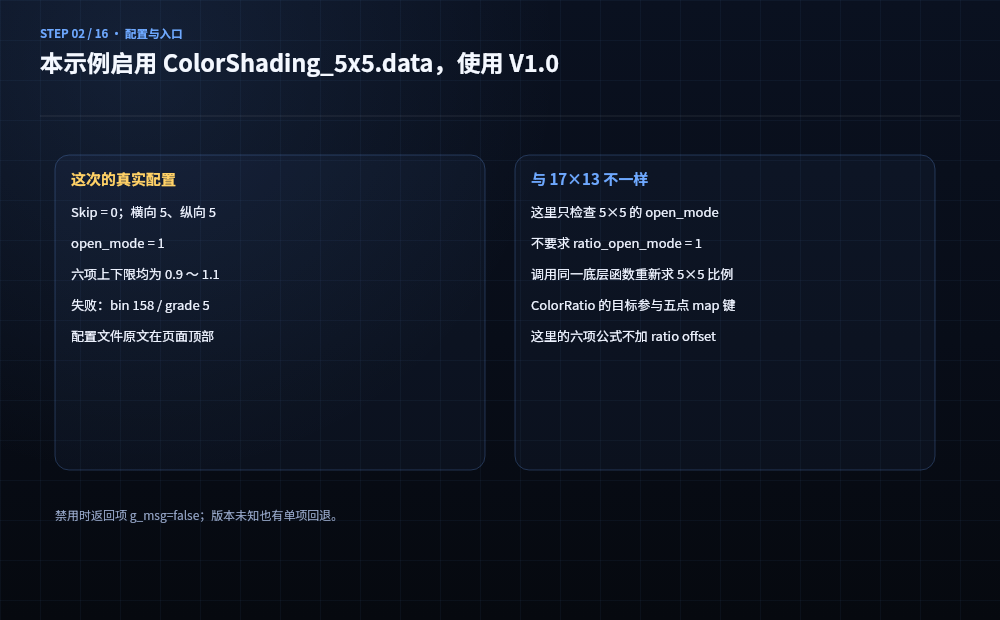 STEP 02 / 16 • 配置与入口
本示例启用 ColorShading_5x5.data，使用 V1.0
这次的真实配置
Skip = 0；横向 5、纵向 5
open_mode = 1
六项上下限均为 0.9 ～ 1.1
失败：bin 158 / grade 5
配置文件原文在页面顶部
与 17×13 不一样
这里只检查 5×5 的 open_mode
不要求 ratio_open_mode = 1
调用同一底层函数重新求 5×5 比例
ColorRatio 的目标参与五点 map 键
这里的六项公式不加 ratio offset
禁用时返回项 g_msg=false；版本未知也有单项回退。